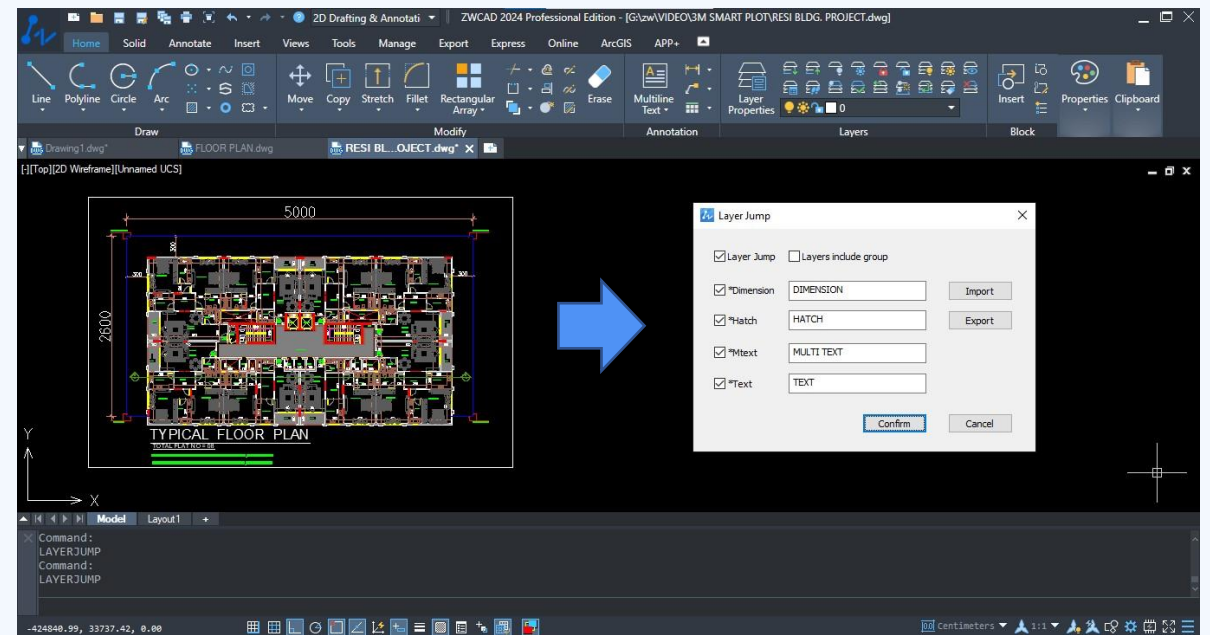 2D Drafting & Annotati
ZWCAD 2024 Professional Edition - [G:\zw\VIDEO\3M SMART PLOT\RESI BLDG. PROJECT.dwg]
Home Solid Annotate Insert Views Tools Manage Export Express Online ArcGIS APP+
Line Polyline Circle Arc Move Copy Stretch Fillet Rectangular Array Erase Multiline Text Layer Properties 0 Insert Properties Clipboard
Draw Modify Annotation Layers Block
Drawing1.dwg* FLOOR PLAN.dwg RESI BL...OJECT.dwg*
[-][Top][2D Wireframe][Unnamed UCS]
5000
300
300
300
2600
TYPICAL FLOOR PLAN
Y
X
Layer Jump
Layer Jump Layers include group
*Dimension DIMENSION Import
*Hatch HATCH Export
*Mtext MULTI TEXT
*Text TEXT
Confirm Cancel
Model Layout1 +
Command:
LAYERJUMP
Command:
LAYERJUMP
-424840.99, 33737.42, 0.00
Centimeters 1:1